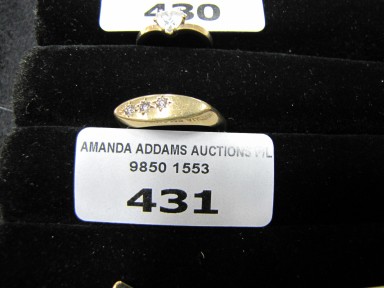 430
AMANDA ADDAMS AUCTIONS P/L
9850 1553
431